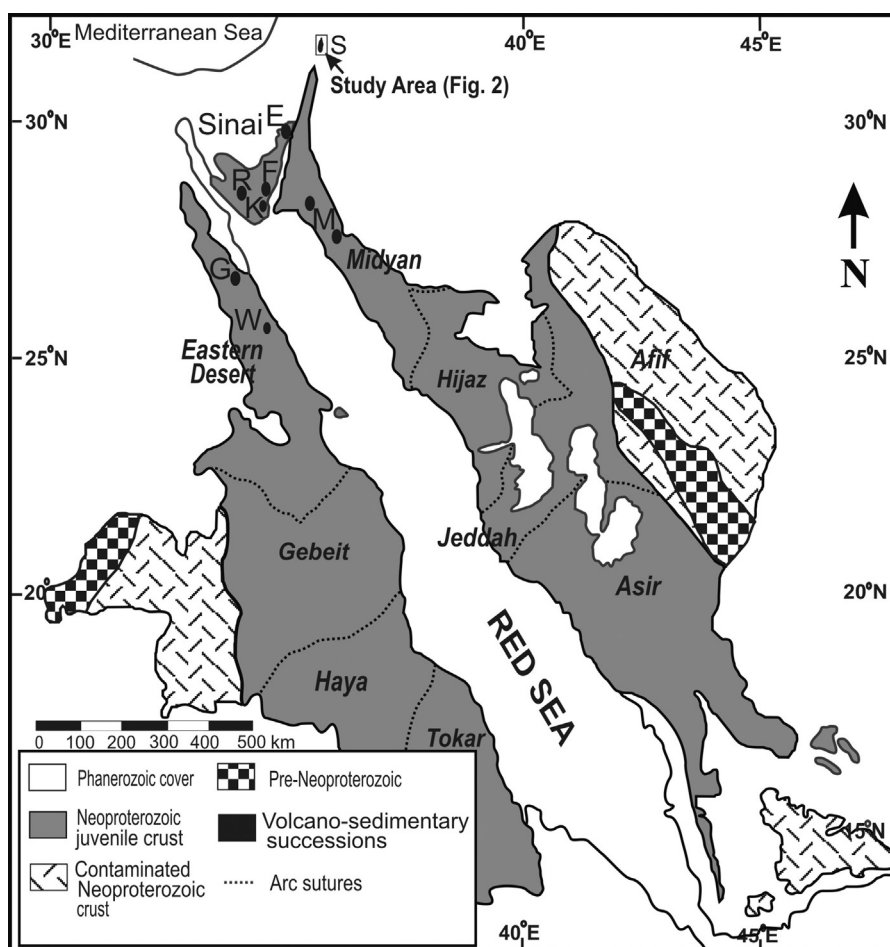 30°E
Mediterranean Sea
S
40°E
45°E
Study Area (Fig. 2)
30°N
Sinai
E
30°N
R
F
K
M
Midyan
N
G
W
Eastern
Desert
25°N
Hijaz
Afif
25°N
Gebeit
Jeddah
Asir
20°
20°N
RED SEA
Haya
Tokar
0 100 200 300 400 500 km
Phanerozoic cover
Pre-Neoproterozoic
Neoproterozoic
juvenile crust
Volcano-sedimentary
successions
Contaminated
Neoproterozoic
crust
Arc sutures
15°N
40°E
45°E